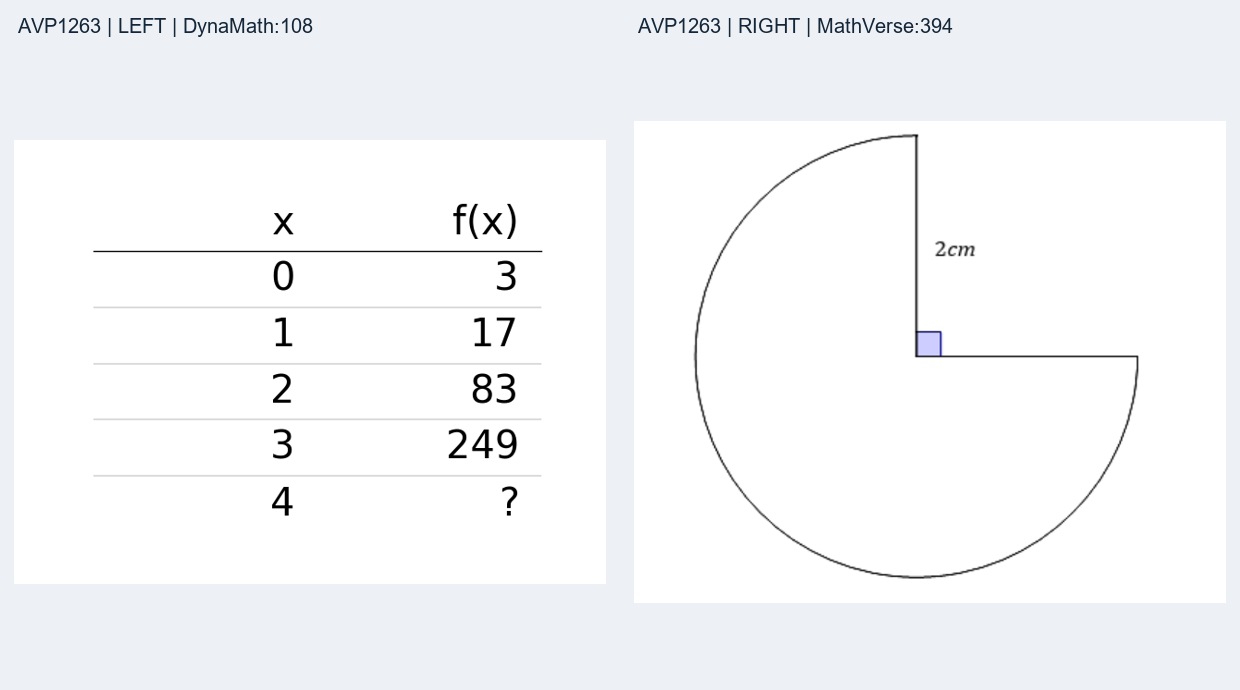 AVP1263 | LEFT | DynaMath:108
x f(x)
0 3
1 17
2 83
3 249
4 ?
AVP1263 | RIGHT | MathVerse:394
2cm